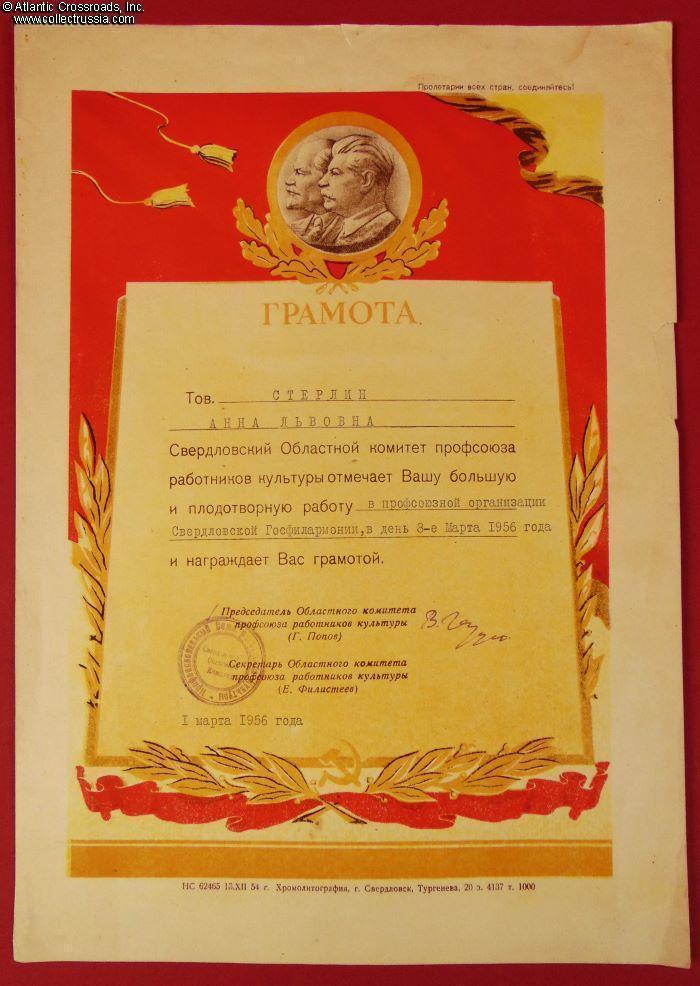 © Atlantic Crossroads, Inc.
www.collectrussia.com
Пролетарии всех стран, соединяйтесь!
ГРАМОТА
Тов. СТЕРЛИН
АННА ЛЬВОВНА
Свердловский Областной комитет профсоюза
работников культуры отмечает Вашу большую
и плодотворную работу в профсоюзной организации
Свердловской Госфилармонии, в день 8-е Марта 1956 года
и награждает Вас грамотой.
Председатель Областного комитета
профсоюза работников культуры
(Г. Попов)
Секретарь Областного комитета
профсоюза работников культуры
(Е. Филистеев)
I марта 1956 года
НС 62465 13.XII 54 г. Хромолитография, г. Свердловск, Тургенева, 20 з. 4137 т. 1000